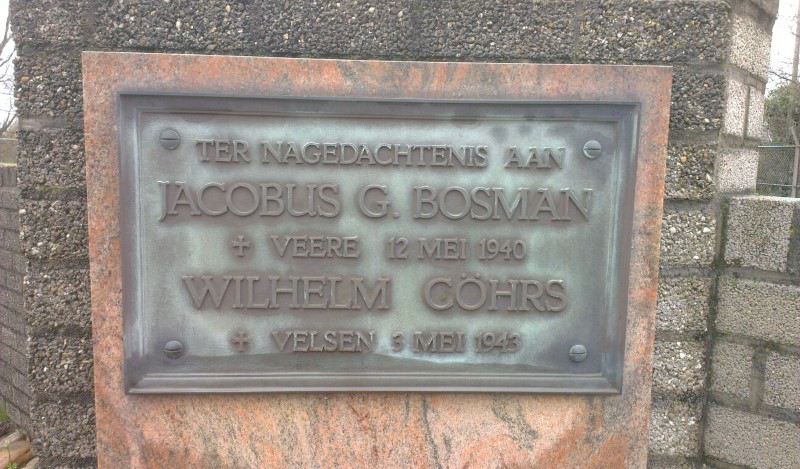 TER NAGEDACHTENIS AAN
JACOBUS G. BOSMAN
✝ VEERE 12 MEI 1940
WILHELM GÖHRS
✝ VELSEN 3 MEI 1943